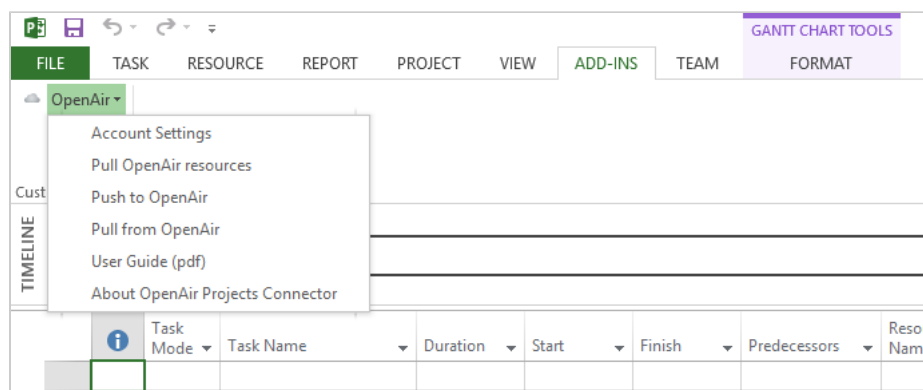 GANTT CHART TOOLS
FILE TASK RESOURCE REPORT PROJECT VIEW ADD-INS TEAM FORMAT
OpenAir
Account Settings
Pull OpenAir resources
Push to OpenAir
Pull from OpenAir
User Guide (pdf)
About OpenAir Projects Connector
Cust
TIMELINE
Task Mode
Task Name
Duration
Start
Finish
Predecessors
Reso
Nam